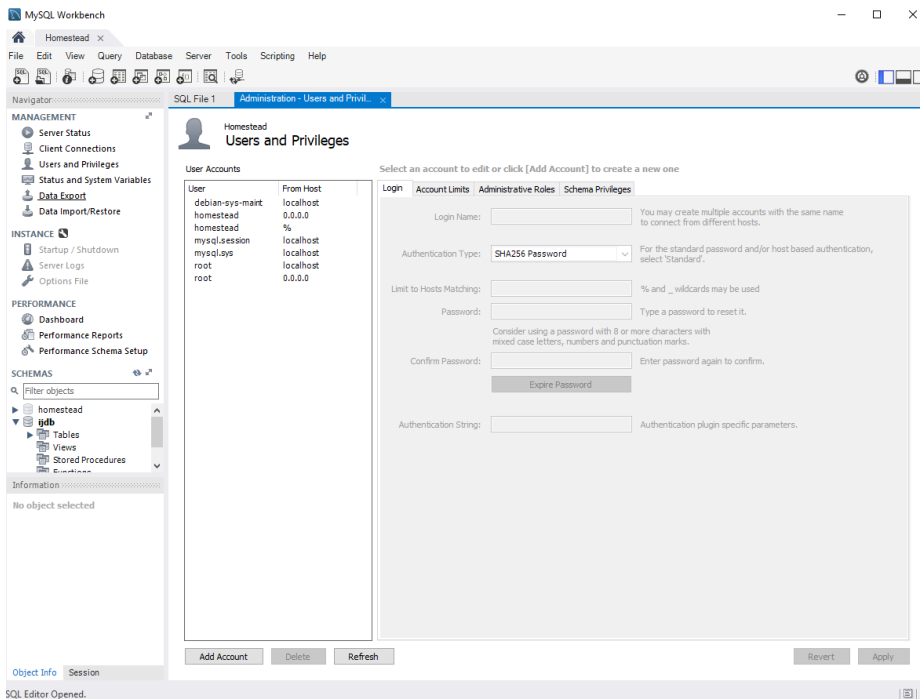 MySQL Workbench
Homestead
File Edit View Query Database Server Tools Scripting Help
Navigator
MANAGEMENT
Server Status
Client Connections
Users and Privileges
Status and System Variables
Data Export
Data Import/Restore
INSTANCE
Startup / Shutdown
Server Logs
Options File
PERFORMANCE
Dashboard
Performance Reports
Performance Schema Setup
SCHEMAS
Filter objects
homestead
ijdb
Tables
Views
Stored Procedures
Functions
Information
No object selected
Object Info Session
SQL Editor Opened.
SQL File 1 Administration - Users and Privil...
Homestead
Users and Privileges
User Accounts
User From Host
debian-sys-maint localhost
homestead 0.0.0.0
homestead %
mysql.session localhost
mysql.sys localhost
root localhost
root 0.0.0.0
Add Account Delete Refresh
Select an account to edit or click [Add Account] to create a new one
Login Account Limits Administrative Roles Schema Privileges
Login Name: You may create multiple accounts with the same name
to connect from different hosts.
Authentication Type: SHA256 Password For the standard password and/or host based authentication,
select 'Standard'.
Limit to Hosts Matching: % and _ wildcards may be used
Password: Type a password to reset it.
Consider using a password with 8 or more characters with
mixed case letters, numbers and punctuation marks.
Confirm Password: Enter password again to confirm.
Expire Password
Authentication String: Authentication plugin specific parameters.
Revert Apply